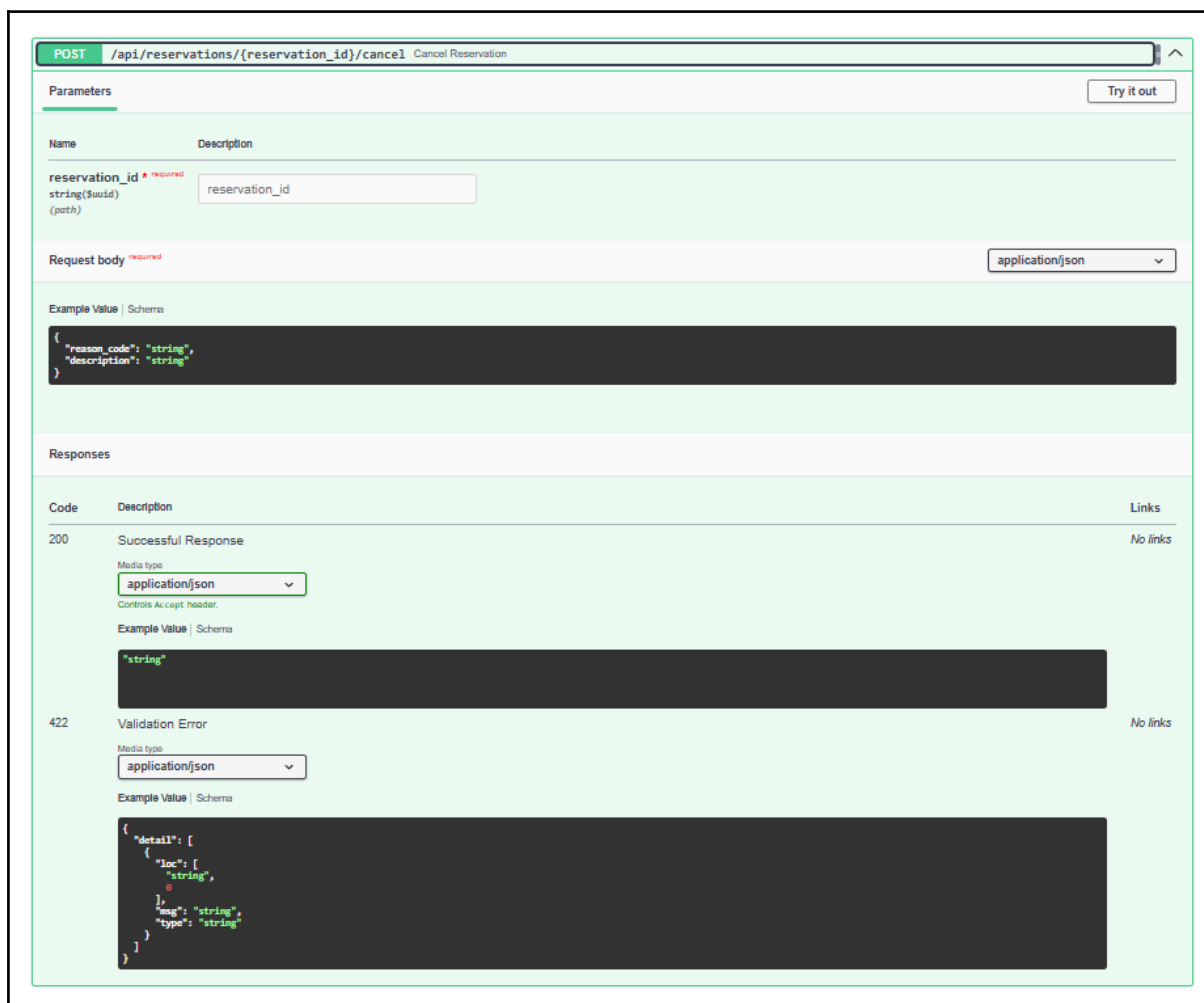 POST /api/reservations/{reservation_id}/cancel Cancel Reservation
Parameters
Try it out
Name Description
reservation_id * required
string($uuid)
(path)
reservation_id
Request body required
application/json
Example Value | Schema
{
"reason_code": "string",
"description": "string"
}
Responses
Code Description Links
200 Successful Response No links
Media type
application/json
Controls Accept header.
Example Value | Schema
"string"
422 Validation Error No links
Media type
application/json
Example Value | Schema
{
"detail": [
{
"loc": [
"string",
0
],
"msg": "string",
"type": "string"
}
]
}